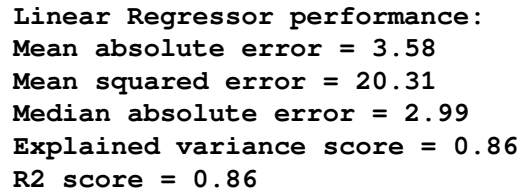 Linear Regressor performance:
Mean absolute error = 3.58
Mean squared error = 20.31
Median absolute error = 2.99
Explained variance score = 0.86
R2 score = 0.86